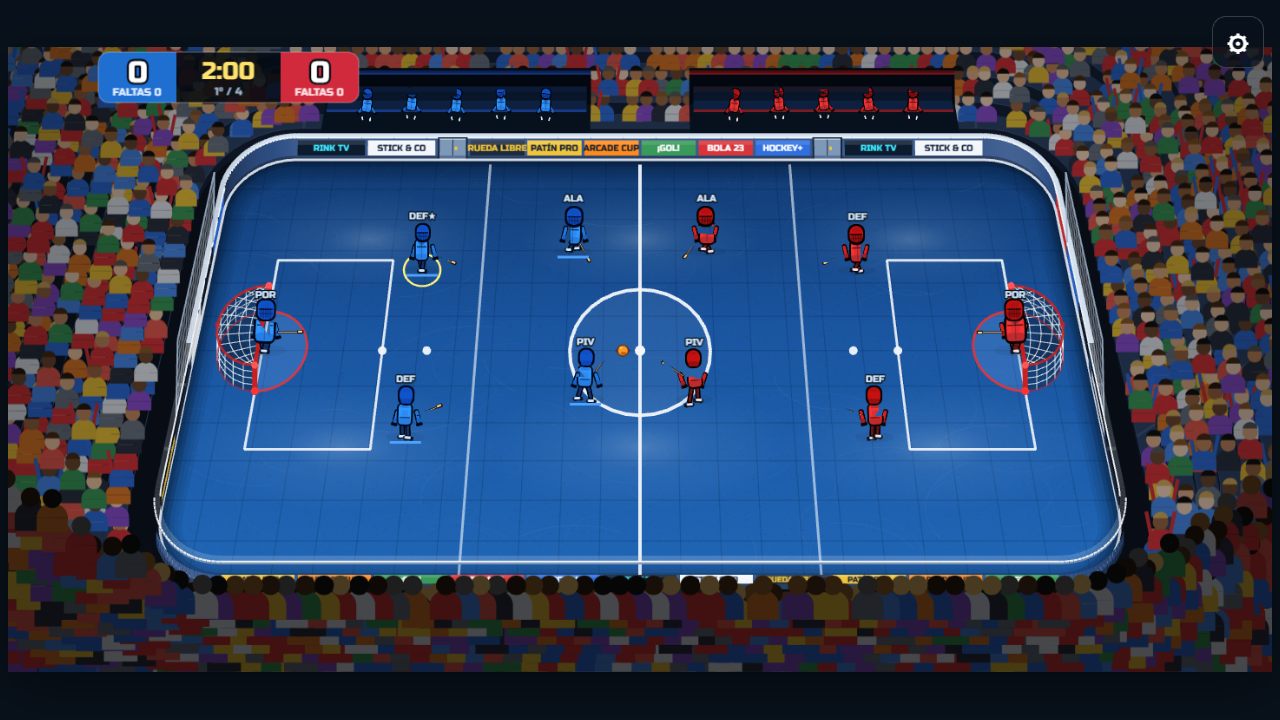 0 2:00 0
FALTAS 0 1º / 4 FALTAS 0
RINK TV STICK & CO RUEDA LIBRE PATÍN PRO ARCADE CUP ¡GOL! BOLA 23 HOCKEY+ RINK TV STICK & CO
ALA ALA
DEF★ DEF
POR POR
PIV PIV
DEF DEF